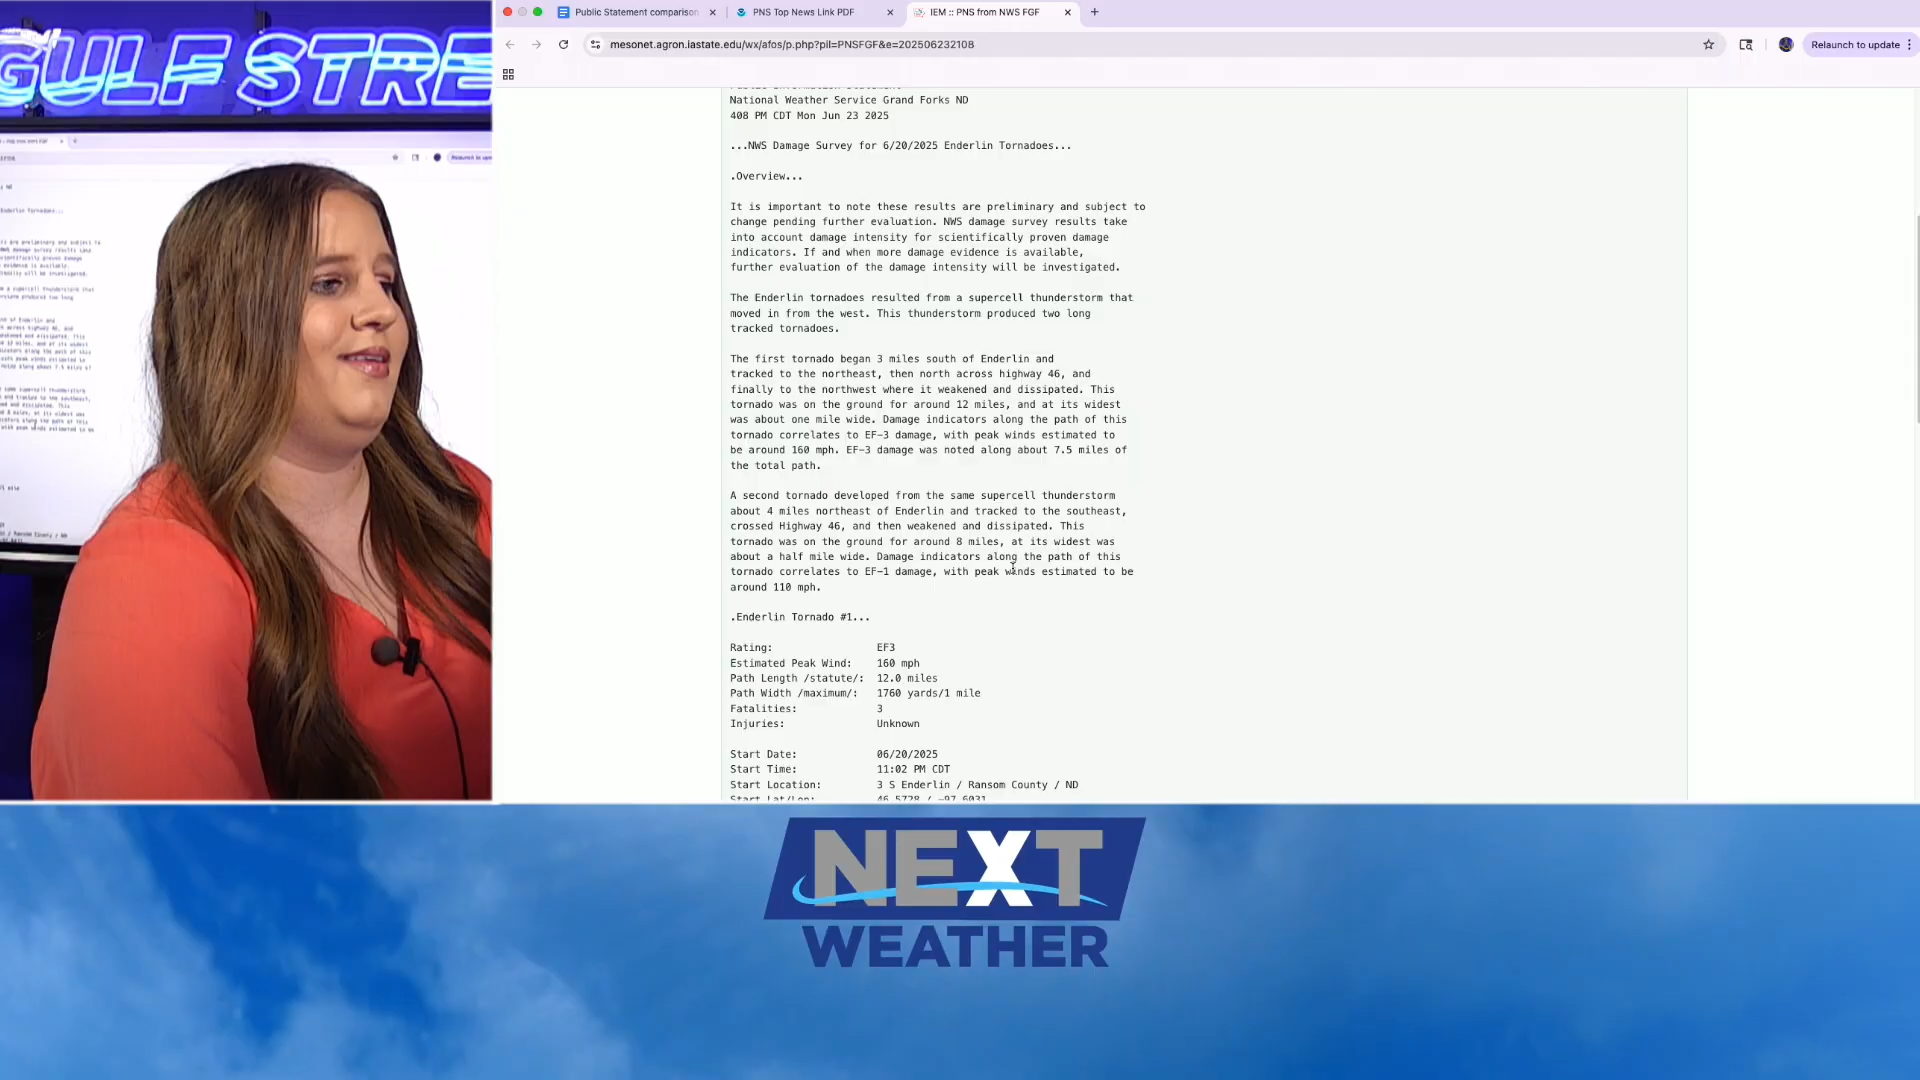 GULF STRE
Public Statement comparison
PNS Top News Link PDF
IEM :: PNS from NWS FGF
mesonet.agron.iastate.edu/wx/afos/p.php?pil=PNSFGF&e=202506232108
Relaunch to update
Public Information Statement
National Weather Service Grand Forks ND
408 PM CDT Mon Jun 23 2025
...NWS Damage Survey for 6/20/2025 Enderlin Tornadoes...
.Overview...
It is important to note these results are preliminary and subject to
change pending further evaluation. NWS damage survey results take
into account damage intensity for scientifically proven damage
indicators. If and when more damage evidence is available,
further evaluation of the damage intensity will be investigated.
The Enderlin tornadoes resulted from a supercell thunderstorm that
moved in from the west. This thunderstorm produced two long
tracked tornadoes.
The first tornado began 3 miles south of Enderlin and
tracked to the northeast, then north across highway 46, and
finally to the northwest where it weakened and dissipated. This
tornado was on the ground for around 12 miles, and at its widest
was about one mile wide. Damage indicators along the path of this
tornado correlates to EF-3 damage, with peak winds estimated to
be around 160 mph. EF-3 damage was noted along about 7.5 miles of
the total path.
A second tornado developed from the same supercell thunderstorm
about 4 miles northeast of Enderlin and tracked to the southeast,
crossed Highway 46, and then weakened and dissipated. This
tornado was on the ground for around 8 miles, at its widest was
about a half mile wide. Damage indicators along the path of this
tornado correlates to EF-1 damage, with peak winds estimated to be
around 110 mph.
.Enderlin Tornado #1...
Rating: EF3
Estimated Peak Wind: 160 mph
Path Length /statute/: 12.0 miles
Path Width /maximum/: 1760 yards/1 mile
Fatalities: 3
Injuries: Unknown
Start Date: 06/20/2025
Start Time: 11:02 PM CDT
Start Location: 3 S Enderlin / Ransom County / ND
Start Lat/Lon: 46.5728 / -97.6031
NEXT
WEATHER